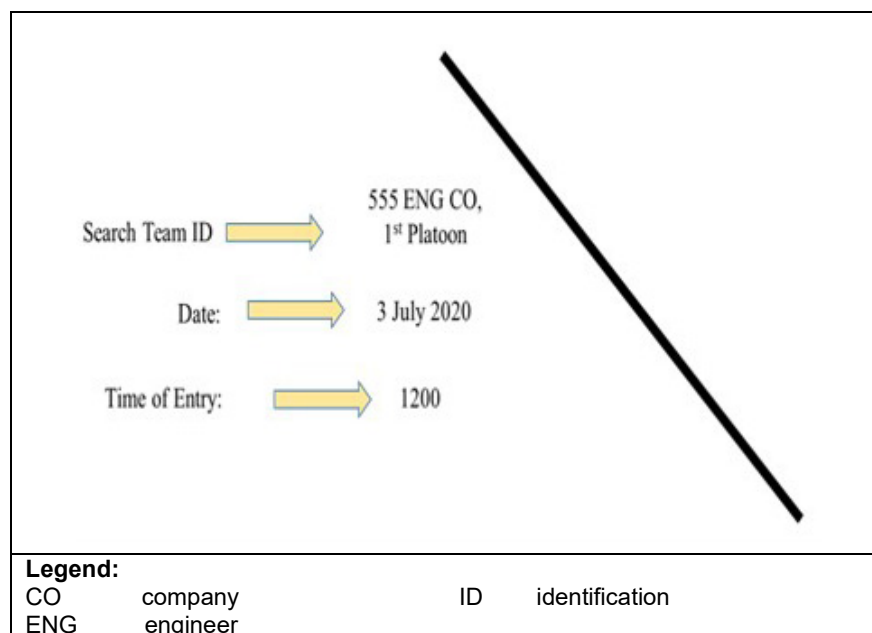 555 ENG CO,
Search Team ID 1st Platoon
Date: 3 July 2020
Time of Entry: 1200
Legend:
CO company ID identification
ENG engineer